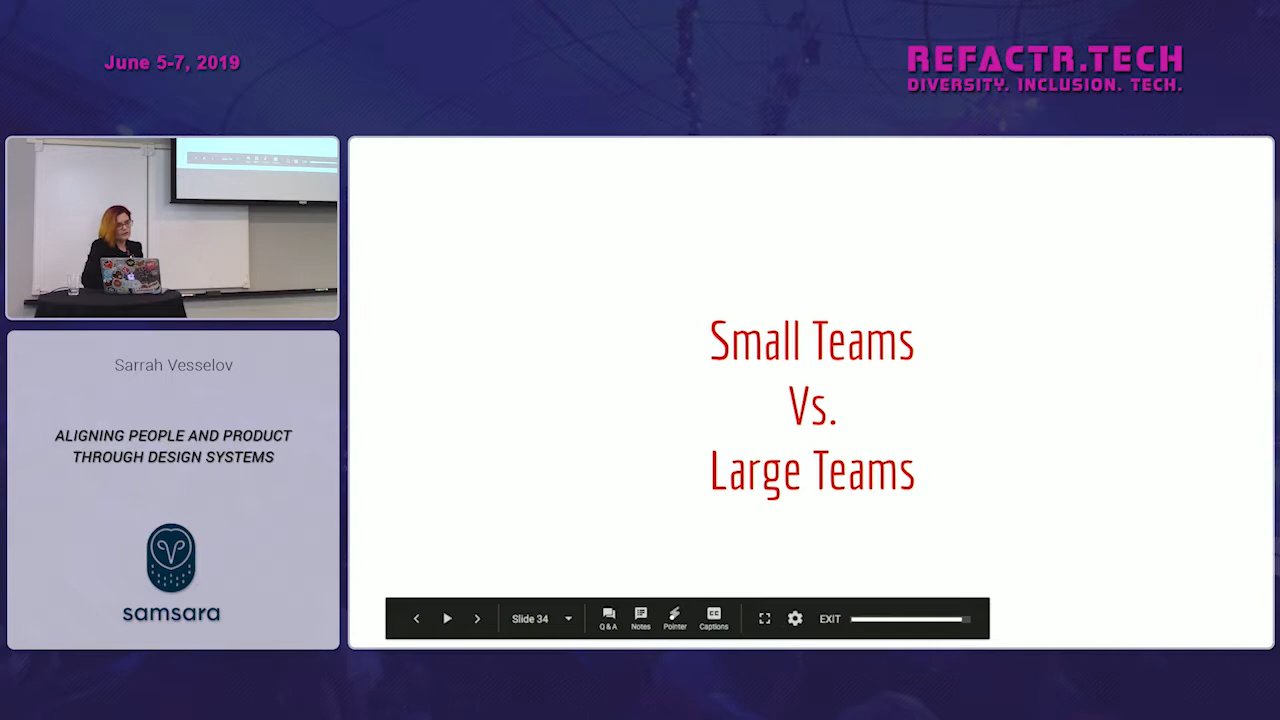 June 5-7, 2019
REFACTR.TECH
DIVERSITY. INCLUSION. TECH.
Sarrah Vesselov
ALIGNING PEOPLE AND PRODUCT
THROUGH DESIGN SYSTEMS
samsara
Small Teams
Vs.
Large Teams
Slide 34
Q & A
Notes
Pointer
CC
Captions
EXIT